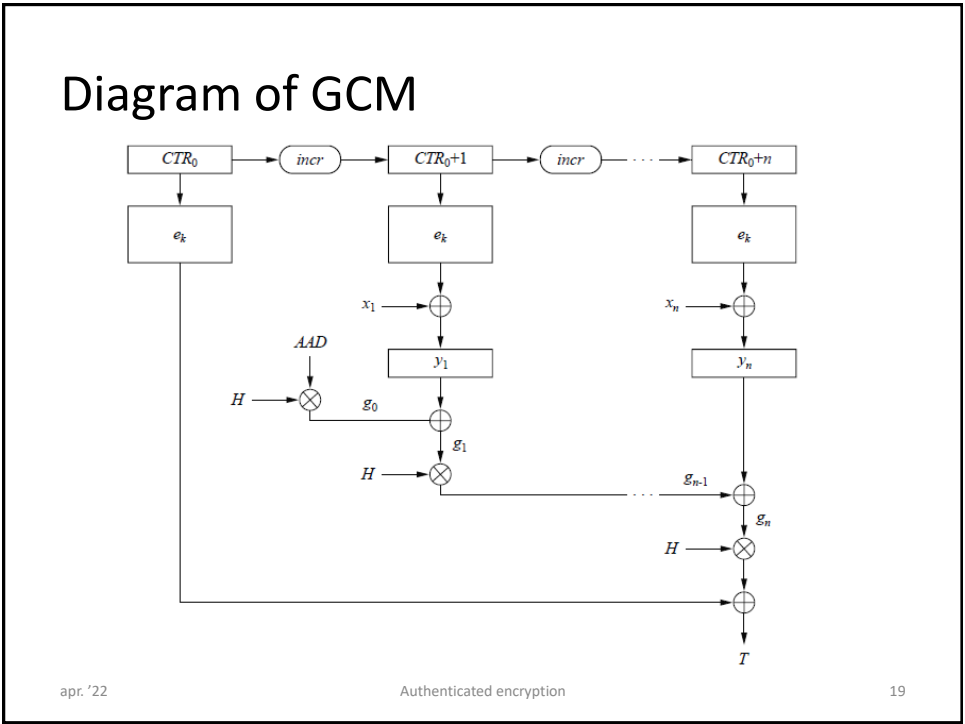 Diagram of GCM
CTR₀ incr CTR₀+1 incr · · · CTR₀+n
eₖ eₖ eₖ
x₁ xₙ
AAD
y₁ yₙ
H g₀
g₁
H gₙ₋₁
· · ·
gₙ
H
T
apr. ’22 Authenticated encryption 19